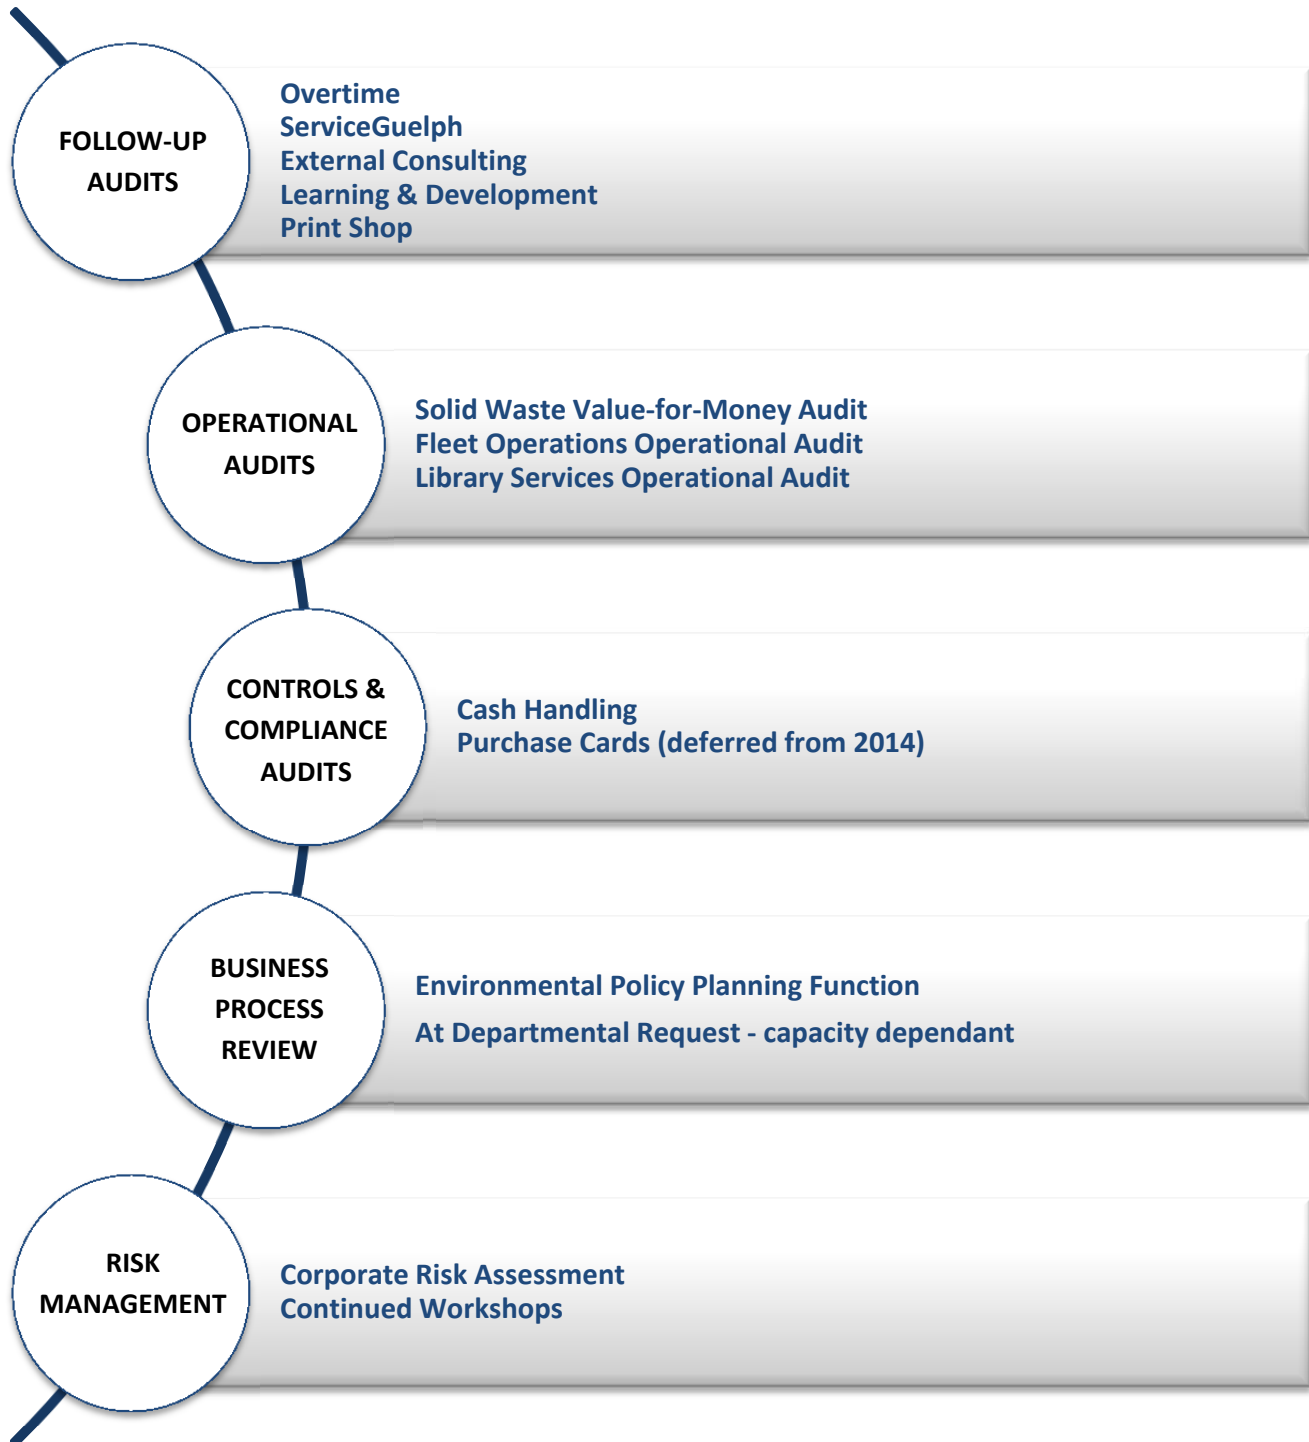 FOLLOW-UP
AUDITS
Overtime
ServiceGuelph
External Consulting
Learning & Development
Print Shop
OPERATIONAL
AUDITS
Solid Waste Value-for-Money Audit
Fleet Operations Operational Audit
Library Services Operational Audit
CONTROLS &
COMPLIANCE
AUDITS
Cash Handling
Purchase Cards (deferred from 2014)
BUSINESS
PROCESS
REVIEW
Environmental Policy Planning Function
At Departmental Request - capacity dependant
RISK
MANAGEMENT
Corporate Risk Assessment
Continued Workshops